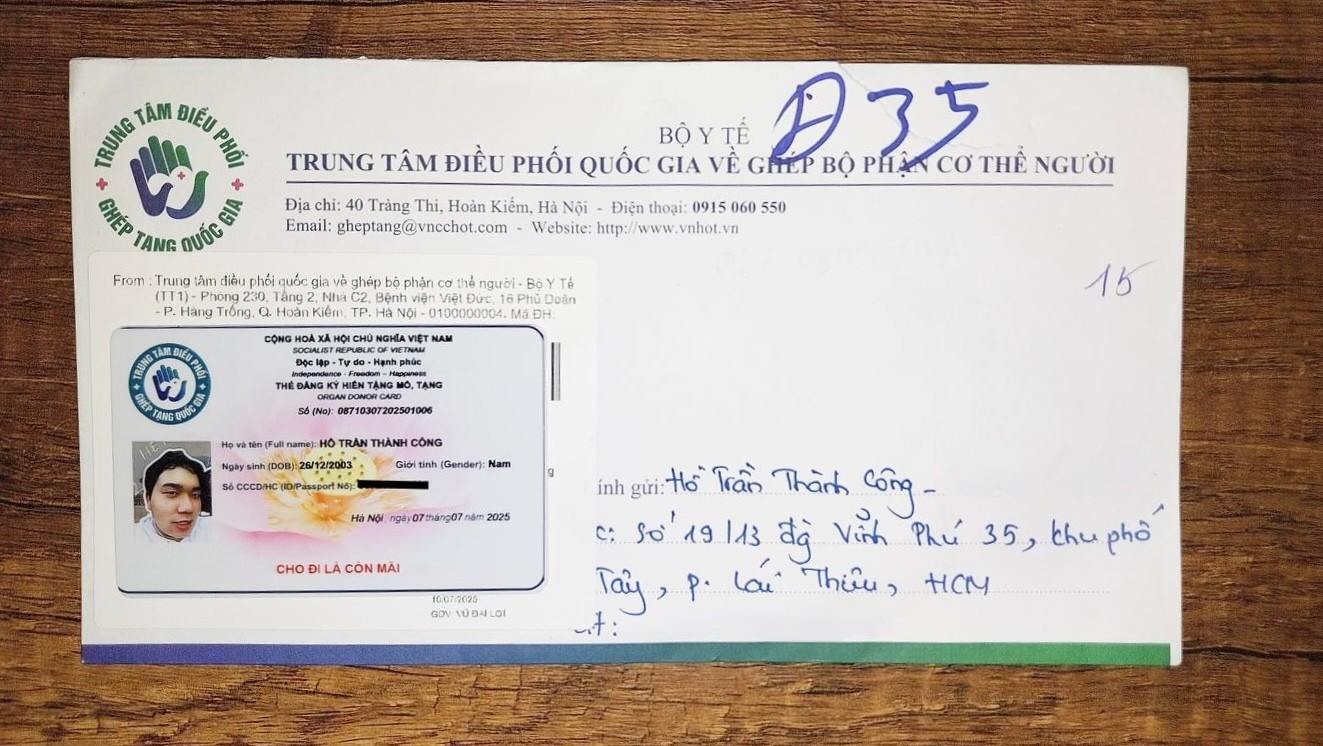 Đ 35
TRUNG TÂM ĐIỀU PHỐI
GHÉP TẠNG QUỐC GIA
BỘ Y TẾ
TRUNG TÂM ĐIỀU PHỐI QUỐC GIA VỀ GHÉP BỘ PHẬN CƠ THỂ NGƯỜI
Địa chỉ: 40 Tràng Thi, Hoàn Kiếm, Hà Nội - Điện thoại: 0915 060 550
Email: gheptang@vncchot.com - Website: http://www.vnhot.vn
15
From : Trung tâm điều phối quốc gia về ghép bộ phận cơ thể người - Bộ Y Tế
(TT1) - Phòng 230, Tầng 2, Nhà C2, Bệnh viện Việt Đức, 16 Phủ Doãn
- P. Hàng Trống, Q. Hoàn Kiếm, TP. Hà Nội - 0100000004. Mã ĐH:
CỘNG HOÀ XÃ HỘI CHỦ NGHĨA VIỆT NAM
SOCIALIST REPUBLIC OF VIETNAM
Độc lập - Tự do - Hạnh phúc
Independence - Freedom - Happiness
THẺ ĐĂNG KÝ HIẾN TẶNG MÔ, TẠNG
ORGAN DONOR CARD
Số (No): 08710307202501006
TRUNG TÂM ĐIỀU PHỐI
GHÉP TẠNG QUỐC GIA
Họ và tên (Full name): HỒ TRẦN THÀNH CÔNG
Ngày sinh (DOB): 26/12/2003 Giới tính (Gender): Nam
Số CCCD/HC (ID/Passport No):
Hà Nội, ngày 07 tháng 07 năm 2025
CHO ĐI LÀ CÒN MÃI
10/07/2025
GDV: VŨ ĐẠI LỢI
g
ính gửi: Hồ Trần Thành Công -
c: Số 19/13 đg Vĩnh Phú 35, khu phố
Tây, p. Lái Thiêu, HCM